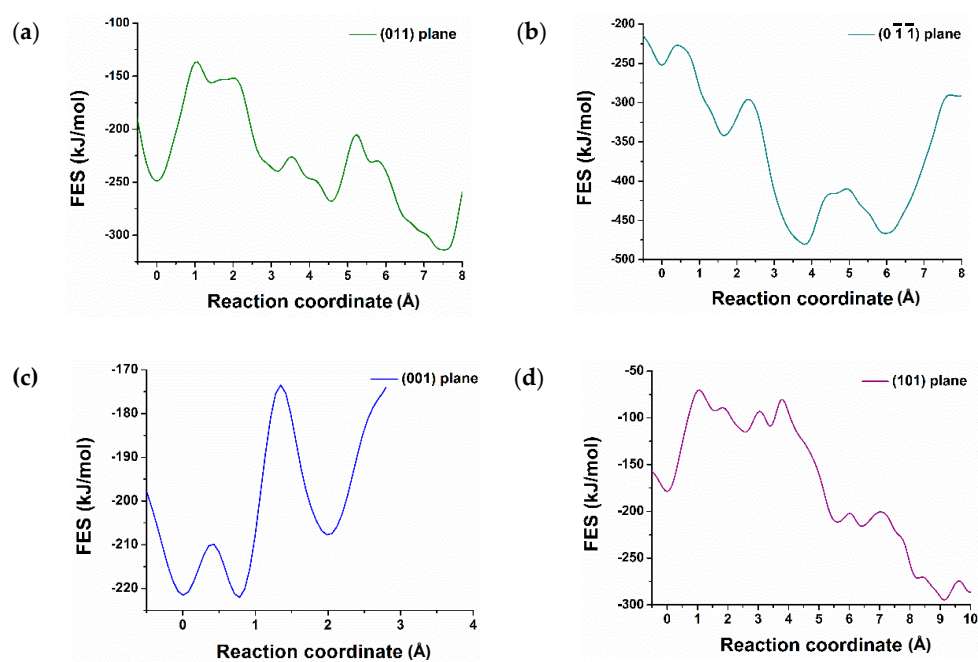 (a)
(011) plane
-100
-150
-200
-250
-300
FES (kJ/mol)
0 1 2 3 4 5 6 7 8
Reaction coordinate (Å)
(b)
(0 1̅ 1̅) plane
-200
-250
-300
-350
-400
-450
-500
FES (kJ/mol)
0 1 2 3 4 5 6 7 8
Reaction coordinate (Å)
(c)
(001) plane
-170
-180
-190
-200
-210
-220
FES (kJ/mol)
0 1 2 3 4
Reaction coordinate (Å)
(d)
(101) plane
-50
-100
-150
-200
-250
-300
FES (kJ/mol)
0 1 2 3 4 5 6 7 8 9 10
Reaction coordinate (Å)